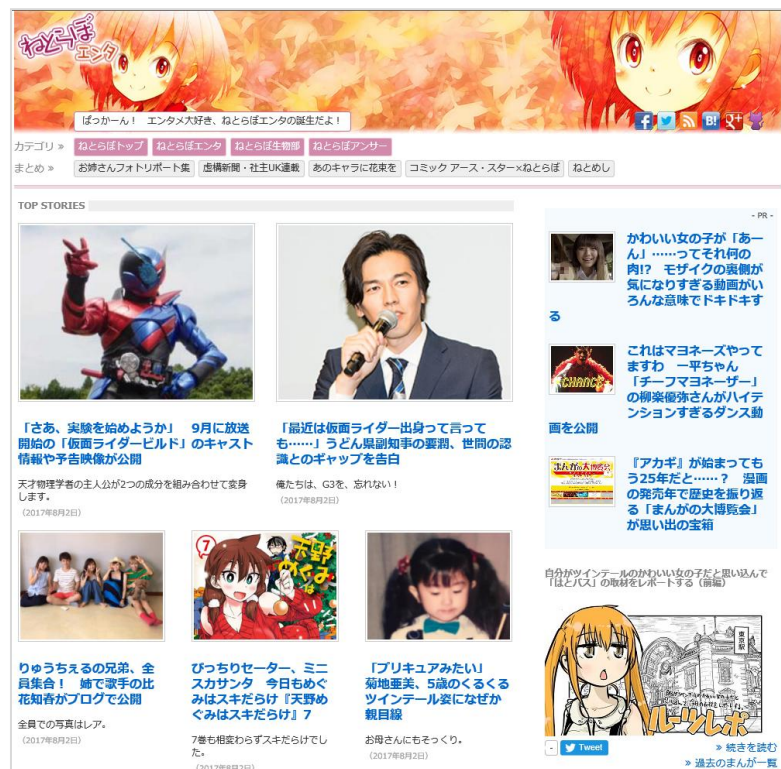 ねとらぼ
エンタ
ぱっかーん！　エンタメ大好き、ねとらぼエンタの誕生だよ！
カテゴリ » ねとらぼトップ ねとらぼエンタ ねとらぼ生物部 ねとらぼアンサー
まとめ » お姉さんフォトリポート集 虚構新聞・社主UK連載 あのキャラに花束を コミック アース・スター×ねとらぼ ねとめし
TOP STORIES
「さあ、実験を始めようか」　9月に放送
開始の「仮面ライダービルド」のキャスト
情報や予告映像が公開
天才物理学者の主人公が2つの成分を組み合わせて変身
します。
（2017年8月2日）
「最近は仮面ライダー出身って言って
も……」うどん県副知事の要潤、世間の認
識とのギャップを告白
俺たちは、G3を、忘れない！
（2017年8月2日）
りゅうちぇるの兄弟、全
員集合！　姉で歌手の比
花知春がブログで公開
全員での写真はレア。
（2017年8月2日）
7
天野
めぐみ
は
ぴっちりセーター、ミニ
スカサンタ　今日もめぐ
みはスキだらけ『天野め
ぐみはスキだらけ』7
7巻も相変わらずスキだらけでし
た。
（2017年8月2日）
「プリキュアみたい」
菊地亜美、5歳のくるくる
ツインテール姿になぜか
親目線
お母さんにもそっくり。
（2017年8月2日）
- PR -
かわいい女の子が「あー
ん」……ってそれ何の
肉!?　モザイクの裏側が
気になりすぎる動画がい
ろんな意味でドキドキす
る
CHANCE
これはマヨネーズやって
ますわ　一平ちゃん
「チーフマヨネーザー」
の柳楽優弥さんがハイテ
ンションすぎるダンス動
画を公開
まんがの大博覧会
『アカギ』が始まっても
う25年だと……？　漫画
の発売年で歴史を振り返
る「まんがの大博覧会」
が思い出の宝箱
自分がツインテールのかわいい女の子だと思い込んで
「はとバス」の取材をレポートする（前編）
東京駅
ルーツレポ
- Tweet
» 続きを読む
» 過去のまんが一覧